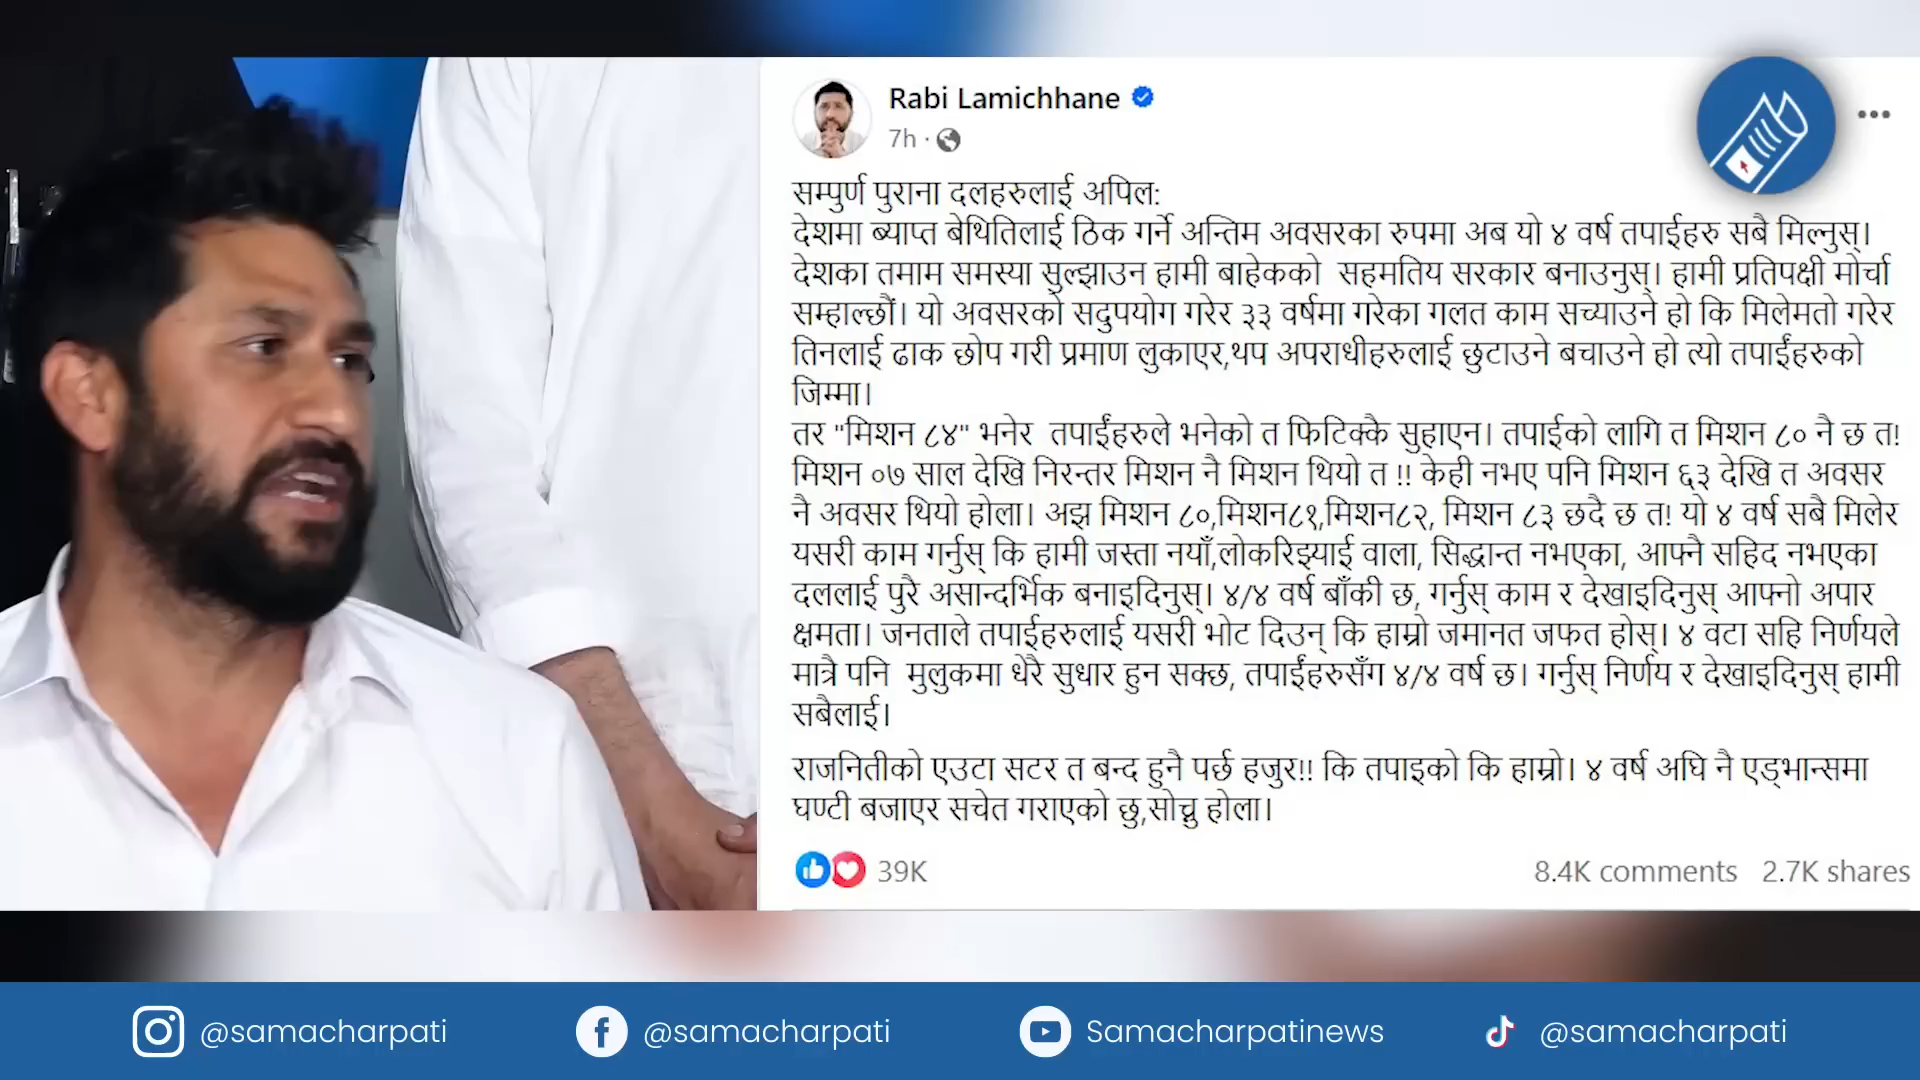 Rabi Lamichhane
7h ·
सम्पुर्ण पुराना दलहरुलाई अपिल:
देशमा ब्याप्त बेथितिलाई ठिक गर्ने अन्तिम अवसरका रुपमा अब यो ४ वर्ष तपाईहरु सबै मिल्नुस्।
देशका तमाम समस्या सुल्झाउन हामी बाहेकको सहमतिय सरकार बनाउनुस्। हामी प्रतिपक्षी मोर्चा
सम्हाल्छौं। यो अवसरको सदुपयोग गरेर ३३ वर्षमा गरेका गलत काम सच्याउने हो कि मिलेमतो गरेर
तिनलाई ढाक छोप गरी प्रमाण लुकाएर,थप अपराधीहरुलाई छुटाउने बचाउने हो त्यो तपाईंहरुको
जिम्मा।
तर "मिशन ८४" भनेर तपाईंहरुले भनेको त फिटिक्कै सुहाएन। तपाईको लागि त मिशन ८० नै छ त!
मिशन ०७ साल देखि निरन्तर मिशन नै मिशन थियो त !! केही नभए पनि मिशन ६३ देखि त अवसर
नै अवसर थियो होला। अझ मिशन ८०,मिशन८१,मिशन८२, मिशन ८३ छदै छ त! यो ४ वर्ष सबै मिलेर
यसरी काम गर्नुस् कि हामी जस्ता नयाँ,लोकरिझ्याई वाला, सिद्धान्त नभएका, आफ्नै सहिद नभएका
दललाई पुरै असान्दर्भिक बनाइदिनुस्। ४/४ वर्ष बाँकी छ, गर्नुस् काम र देखाइदिनुस् आफ्नो अपार
क्षमता। जनताले तपाईहरुलाई यसरी भोट दिउन् कि हाम्रो जमानत जफत होस्। ४ वटा सहि निर्णयले
मात्रै पनि मुलुकमा धेरै सुधार हुन सक्छ, तपाईंहरुसँग ४/४ वर्ष छ। गर्नुस् निर्णय र देखाइदिनुस् हामी
सबैलाई।
राजनितीको एउटा सटर त बन्द हुनै पर्छ हजुर!! कि तपाइको कि हाम्रो। ४ वर्ष अघि नै एड्भान्समा
घण्टी बजाएर सचेत गराएको छु,सोच्नु होला।
39K
8.4K comments 2.7K shares
@samacharpati
@samacharpati
Samacharpatinews
@samacharpati